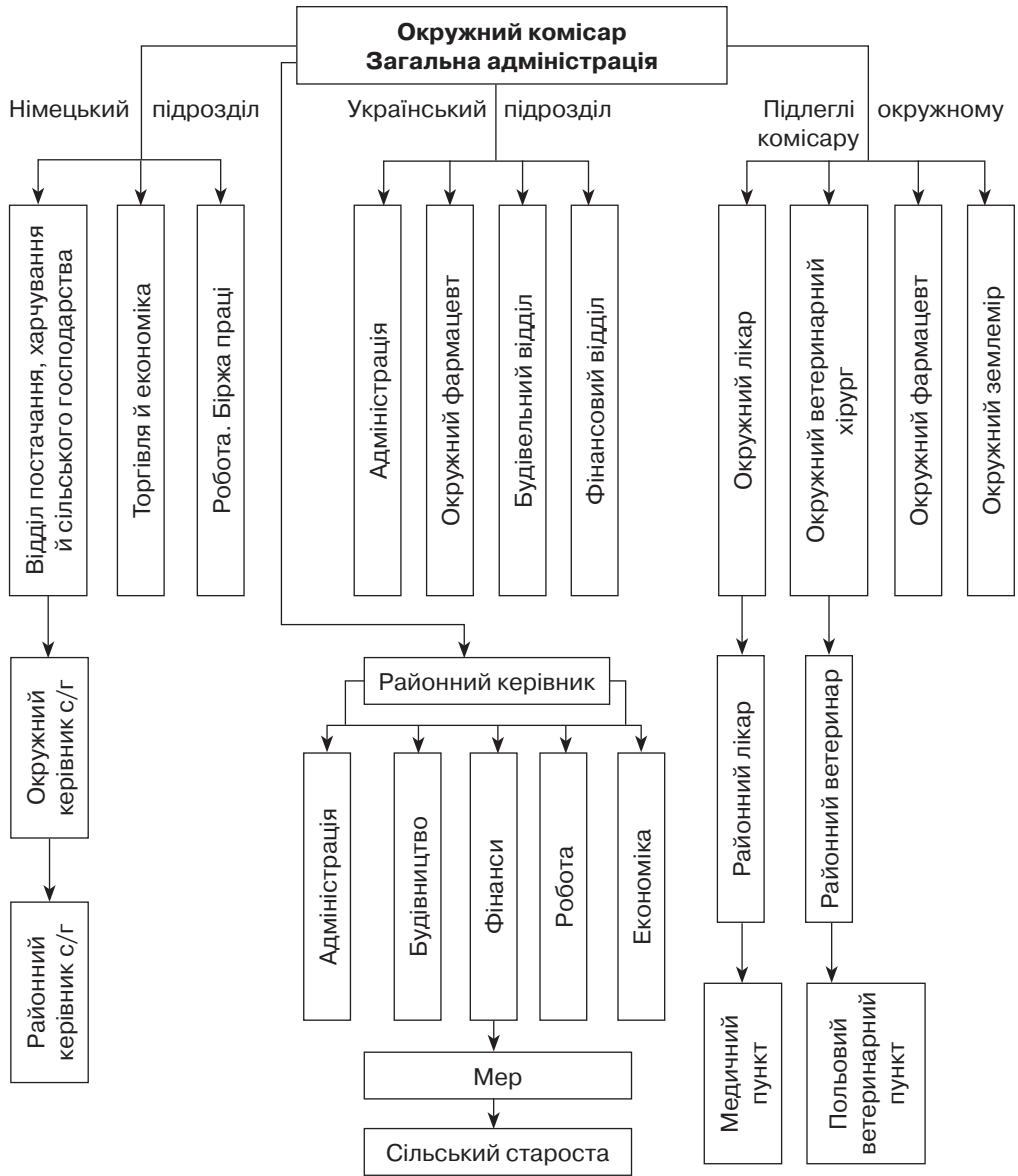 Окружний комісар
Загальна адміністрація
Німецький підрозділ
Український підрозділ
Підлеглі окружному
комісару
Відділ постачання, харчування
й сільського господарства
Торгівля й економіка
Робота. Біржа праці
Адміністрація
Окружний фармацевт
Будівельний відділ
Фінансовий відділ
Окружний лікар
Окружний ветеринарний
хірург
Окружний фармацевт
Окружний землемір
Окружний
керівник с/г
Районний
керівник с/г
Районний керівник
Адміністрація
Будівництво
Фінанси
Робота
Економіка
Мер
Сільський староста
Районний лікар
Районний ветеринар
Медичний
пункт
Польовий
ветеринарний
пункт